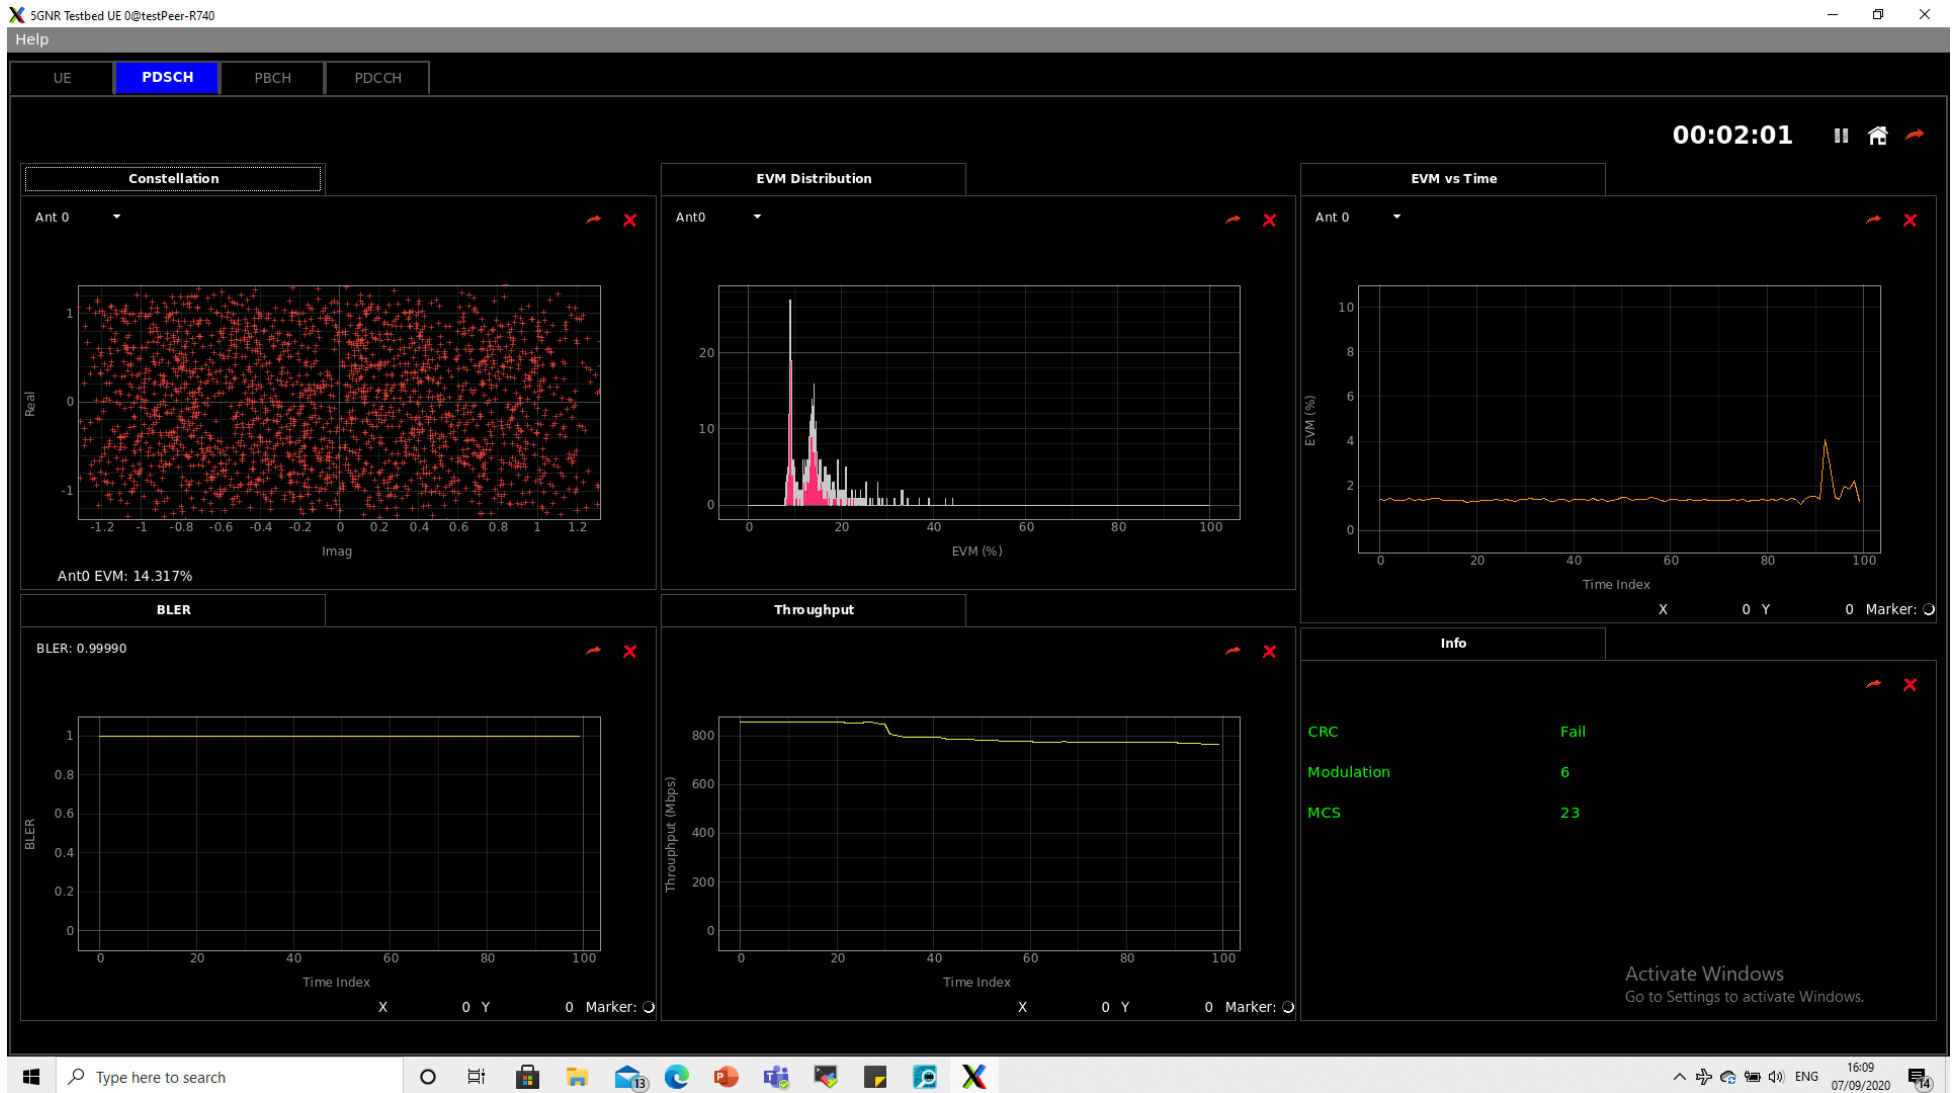 5GNR Testbed UE 0@testPeer-R740
Help
UE PDSCH PBCH PDCCH
00:02:01
Constellation
Ant 0
Real
1
0
-1
-1.2 -1 -0.8 -0.6 -0.4 -0.2 0 0.2 0.4 0.6 0.8 1 1.2
Imag
Ant0 EVM: 14.317%
EVM Distribution
Ant0
20
10
0
0 20 40 60 80 100
EVM (%)
EVM vs Time
Ant 0
EVM (%)
10
8
6
4
2
0
0 20 40 60 80 100
Time Index
X 0 Y 0 Marker:
BLER
BLER: 0.99990
BLER
1
0.8
0.6
0.4
0.2
0
0 20 40 60 80 100
Time Index
X 0 Y 0 Marker:
Throughput
Throuphput (Mbps)
800
600
400
200
0
0 20 40 60 80 100
Time Index
X 0 Y 0 Marker:
Info
CRC Fail
Modulation 6
MCS 23
Activate Windows
Go to Settings to activate Windows.
Type here to search
13
ENG
16:09
07/09/2020
14